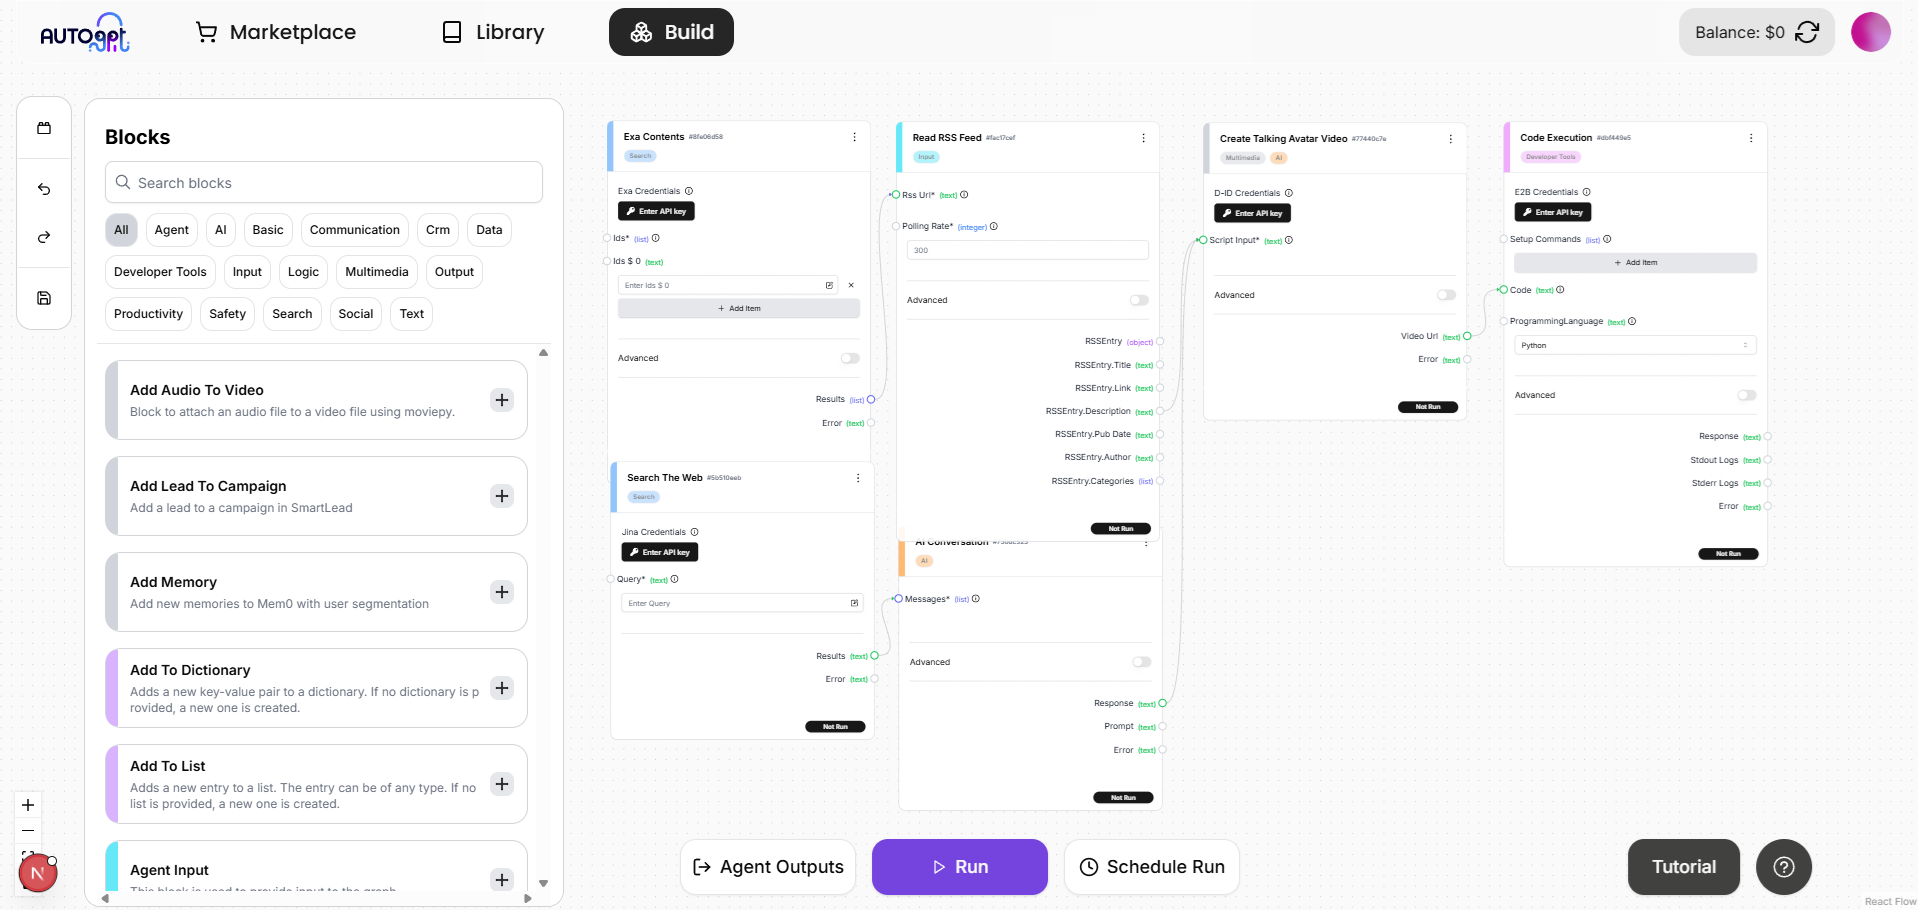 AUTOgpt
Marketplace
Library
Build
Balance: $0
Blocks
Search blocks
All
Agent
AI
Basic
Communication
Crm
Data
Developer Tools
Input
Logic
Multimedia
Output
Productivity
Safety
Search
Social
Text
Add Audio To Video
Block to attach an audio file to a video file using moviepy.
Add Lead To Campaign
Add a lead to a campaign in SmartLead
Add Memory
Add new memories to Mem0 with user segmentation
Add To Dictionary
Adds a new key-value pair to a dictionary. If no dictionary is p
rovided, a new one is created.
Add To List
Adds a new entry to a list. The entry can be of any type. If no
list is provided, a new one is created.
Agent Input
This block is used to provide input to the graph
N
Exa Contents #8fa06d58
Search
Exa Credentials
Enter API key
Ids* (list)
Ids $ 0 (text)
Enter Ids $ 0
Add Item
Advanced
Results (list)
Error (text)
Search The Web #5b510eeb
Search
Jina Credentials
Enter API key
Query* (text)
Enter Query
Results (text)
Error (text)
Not Run
Read RSS Feed #fac17cef
Input
Rss Url* (text)
Polling Rate* (integer)
300
Advanced
RSSEntry (object)
RSSEntry.Title (text)
RSSEntry.Link (text)
RSSEntry.Description (text)
RSSEntry.Pub Date (text)
RSSEntry.Author (text)
RSSEntry.Categories (list)
Not Run
AI Conversation
AI
Messages* (list)
Advanced
Response (text)
Prompt (text)
Error (text)
Not Run
Create Talking Avatar Video #77440c7e
Multimedia
AI
D-ID Credentials
Enter API key
Script Input* (text)
Advanced
Video Url (text)
Error (text)
Not Run
Code Execution #dbf449e5
Developer Tools
E2B Credentials
Enter API key
Setup Commands (list)
Add Item
Code (text)
ProgrammingLanguage (text)
Python
Advanced
Response (text)
Stdout Logs (text)
Stderr Logs (text)
Error (text)
Not Run
Agent Outputs
Run
Schedule Run
Tutorial
React Flow